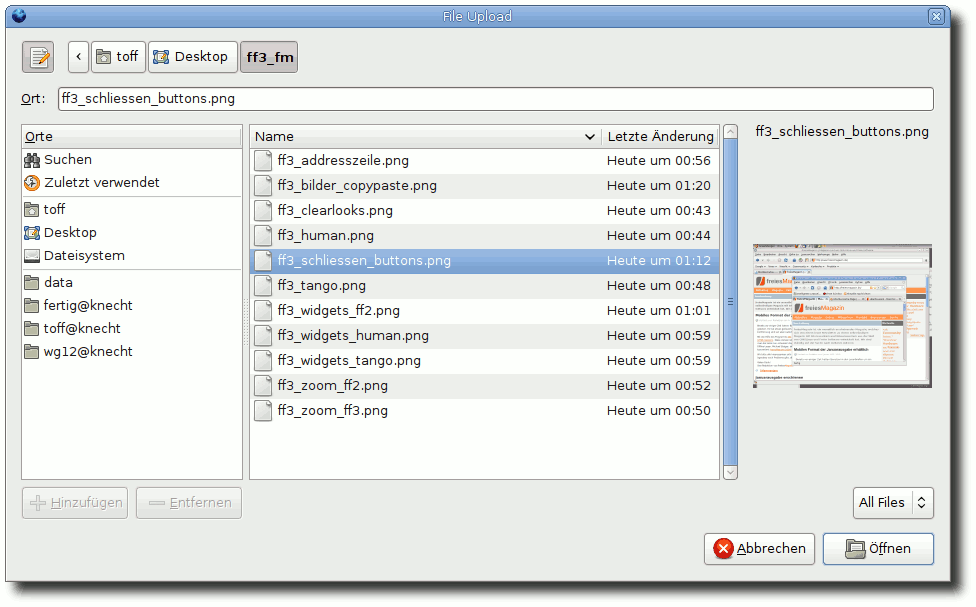 File Upload
toff Desktop ff3_fm
Ort: ff3_schliessen_buttons.png
Orte
Suchen
Zuletzt verwendet
toff
Desktop
Dateisystem
data
fertig@knecht
toff@knecht
wg12@knecht
Name Letzte Änderung
ff3_addresszeile.png Heute um 00:56
ff3_bilder_copypaste.png Heute um 01:20
ff3_clearlooks.png Heute um 00:43
ff3_human.png Heute um 00:44
ff3_schliessen_buttons.png Heute um 01:12
ff3_tango.png Heute um 00:48
ff3_widgets_ff2.png Heute um 01:01
ff3_widgets_human.png Heute um 00:59
ff3_widgets_tango.png Heute um 00:59
ff3_zoom_ff2.png Heute um 00:52
ff3_zoom_ff3.png Heute um 00:50
ff3_schliessen_buttons.png
freiesMagazin
Hinzufügen Entfernen
All Files
Abbrechen Öffnen